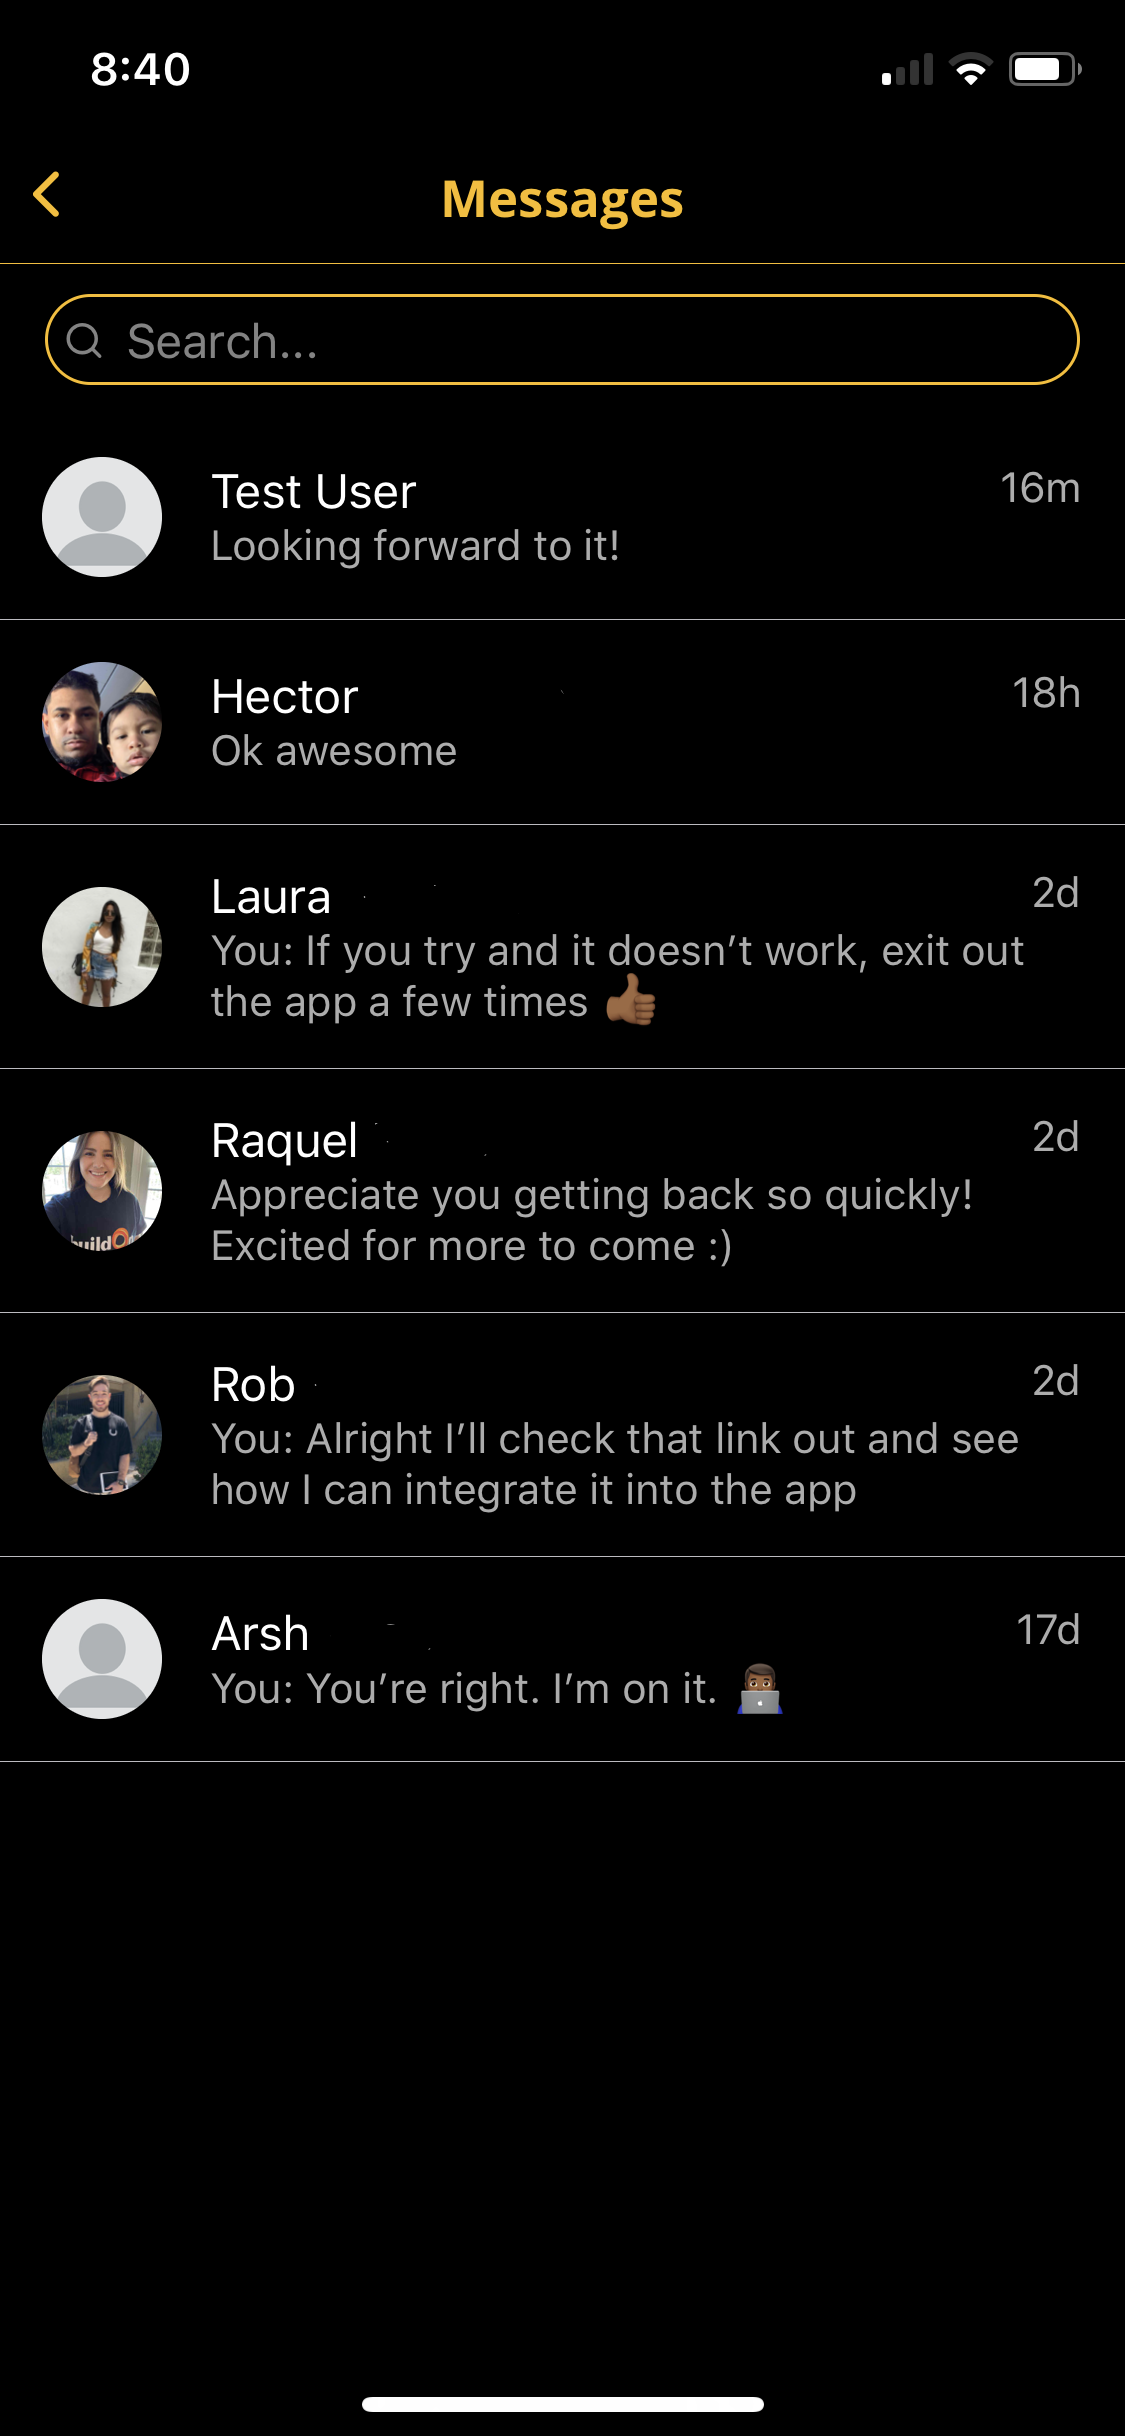 8:40
Messages
Search...
Test User
16m
Looking forward to it!
Hector
18h
Ok awesome
Laura
2d
You: If you try and it doesn’t work, exit out
the app a few times 👍🏾
Raquel
2d
Appreciate you getting back so quickly!
Excited for more to come :)
Rob
2d
You: Alright I’ll check that link out and see
how I can integrate it into the app
Arsh
17d
You: You’re right. I’m on it. 👨🏾‍💻